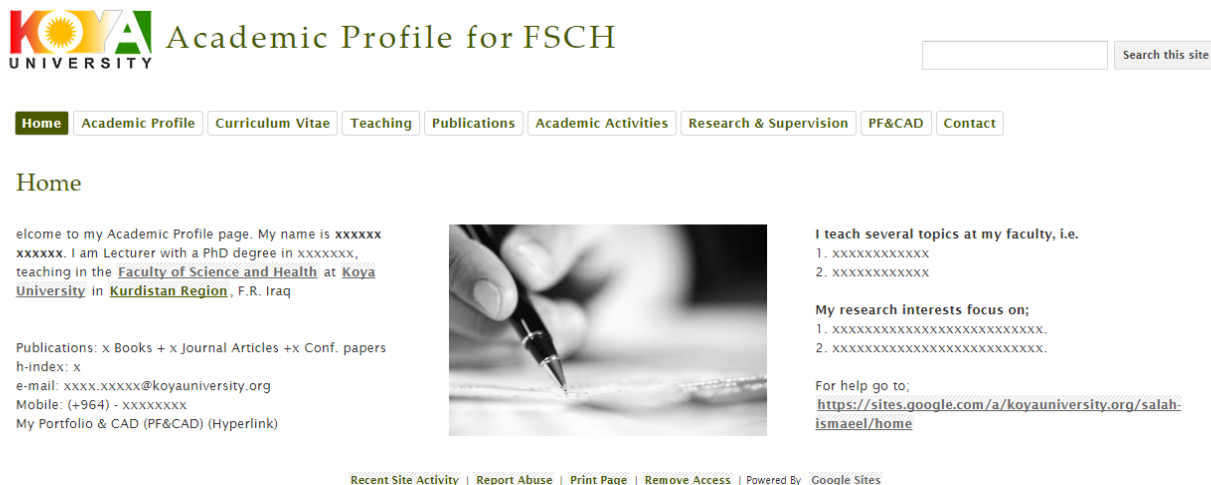 KOYA
UNIVERSITY
Academic Profile for FSCH
Search this site
Home
Academic Profile
Curriculum Vitae
Teaching
Publications
Academic Activities
Research & Supervision
PF&CAD
Contact
Home
elcome to my Academic Profile page. My name is xxxxxx
xxxxxx. I am Lecturer with a PhD degree in xxxxxxx,
teaching in the Faculty of Science and Health at Koya
University in Kurdistan Region, F.R. Iraq
Publications: x Books + x Journal Articles +x Conf. papers
h-index: x
e-mail: xxxx.xxxxx@koyauniversity.org
Mobile: (+964) - xxxxxxxx
My Portfolio & CAD (PF&CAD) (Hyperlink)
I teach several topics at my faculty, i.e.
1. xxxxxxxxxxxx
2. xxxxxxxxxxxx
My research interests focus on;
1. xxxxxxxxxxxxxxxxxxxxxxxxxx.
2. xxxxxxxxxxxxxxxxxxxxxxxxxx.
For help go to;
https://sites.google.com/a/koyauniversity.org/salah-
ismaeel/home
Recent Site Activity | Report Abuse | Print Page | Remove Access | Powered By Google Sites